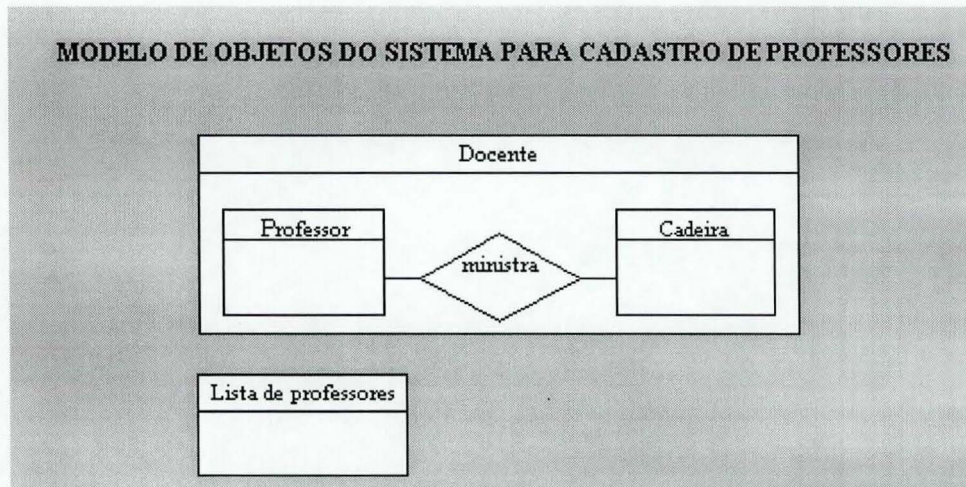 MODELO DE OBJETOS DO SISTEMA PARA CADASTRO DE PROFESSORES
Docente
Professor
ministra
Cadeira
Lista de professores